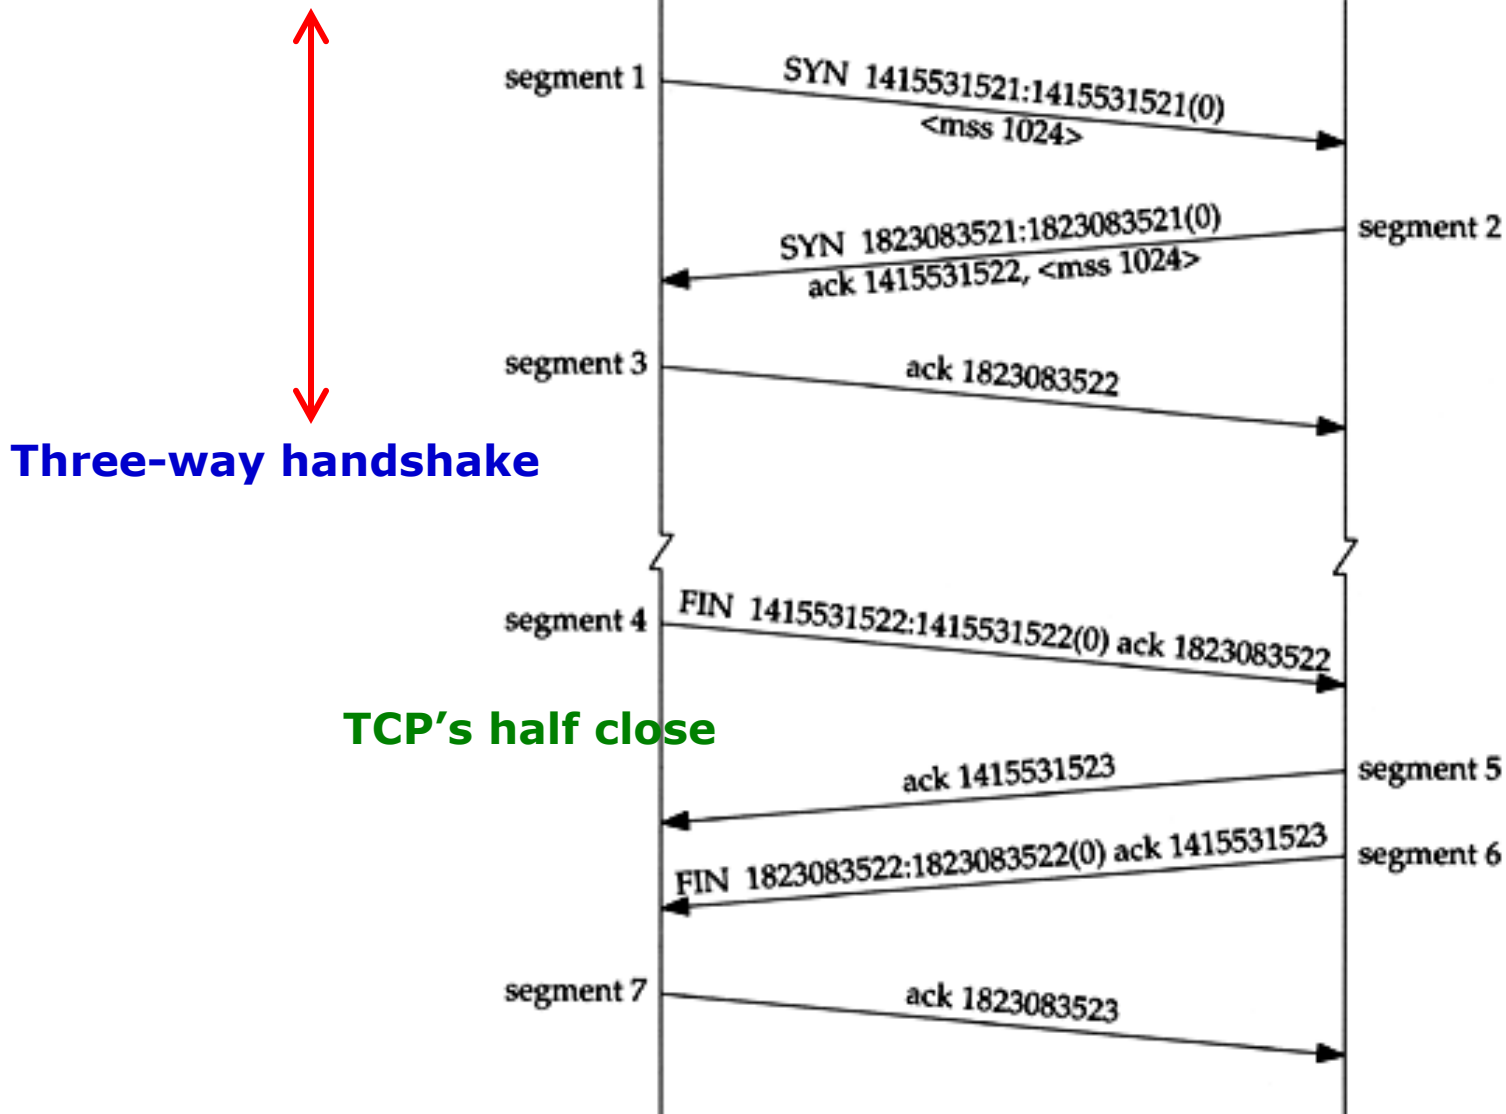 segment 1
SYN 1415531521:1415531521(0)
<mss 1024>
SYN 1823083521:1823083521(0)
segment 2
ack 1415531522, <mss 1024>
segment 3
ack 1823083522
Three-way handshake
segment 4
FIN 1415531522:1415531522(0) ack 1823083522
TCP’s half close
ack 1415531523
segment 5
FIN 1823083522:1823083522(0) ack 1415531523
segment 6
segment 7
ack 1823083523